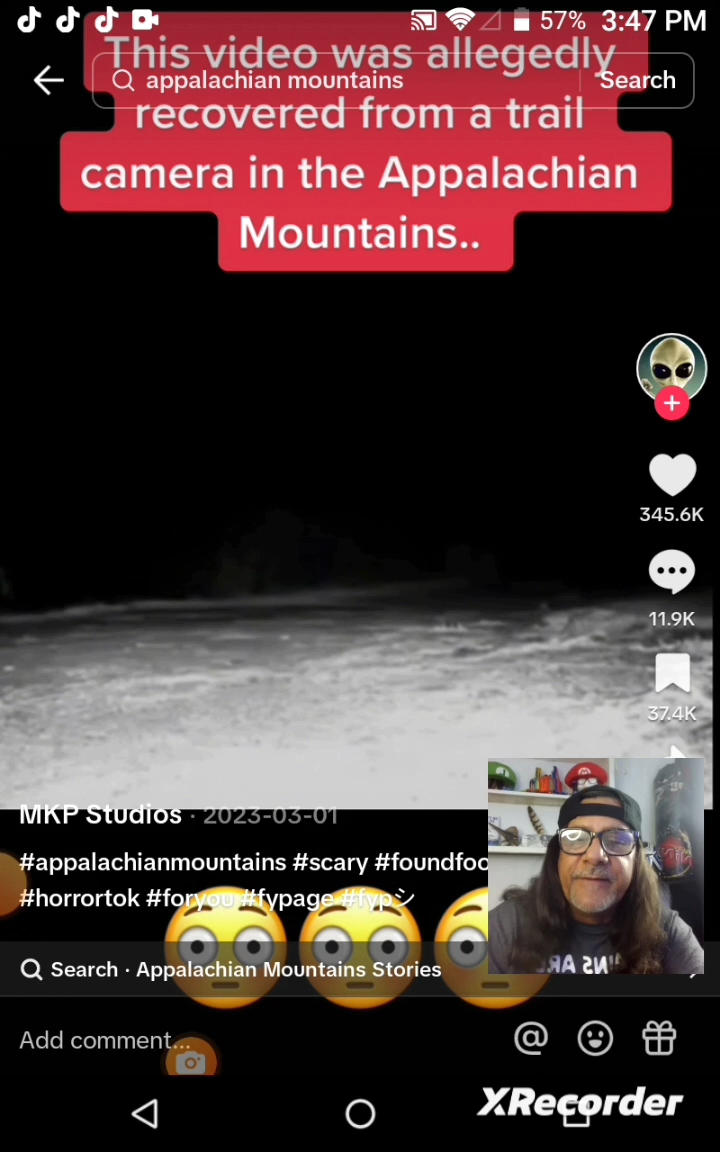 57% 3:47 PM
This video was allegedly
appalachian mountains Search
recovered from a trail
camera in the Appalachian
Mountains..
345.6K
11.9K
37.4K
MKP Studios · 2023-03-01
#appalachianmountains #scary #foundfoo
#horrortok #foryou #fypage #fypシ
Search · Appalachian Mountains Stories
Add comment...
XRecorder